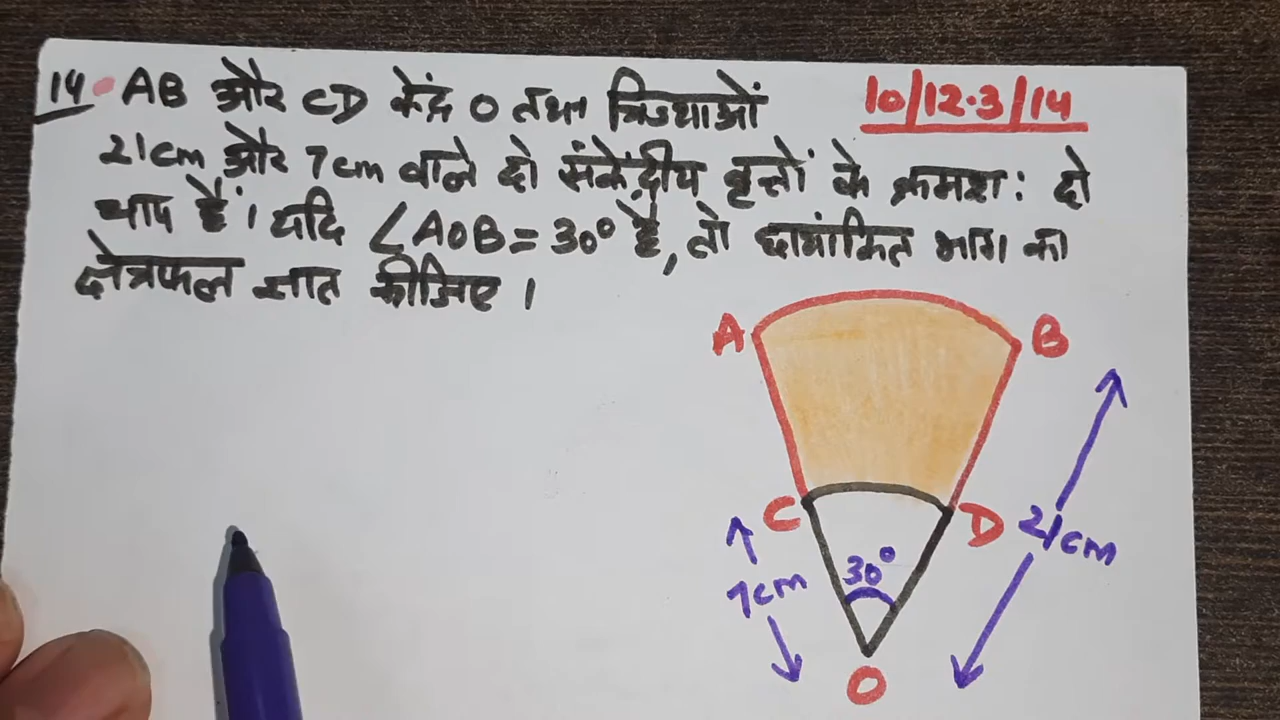 14. AB और CD केंद्र O तथा त्रिज्याओं
10/12.3/14
21cm और 7cm वाले दो संकेंद्रीय वृत्तों के क्रमशः दो
चाप हैं। यदि ∠AOB=30° है, तो छायांकित भाग का
क्षेत्रफल ज्ञात कीजिए।
A B
C D
21cm
30°
7cm
O